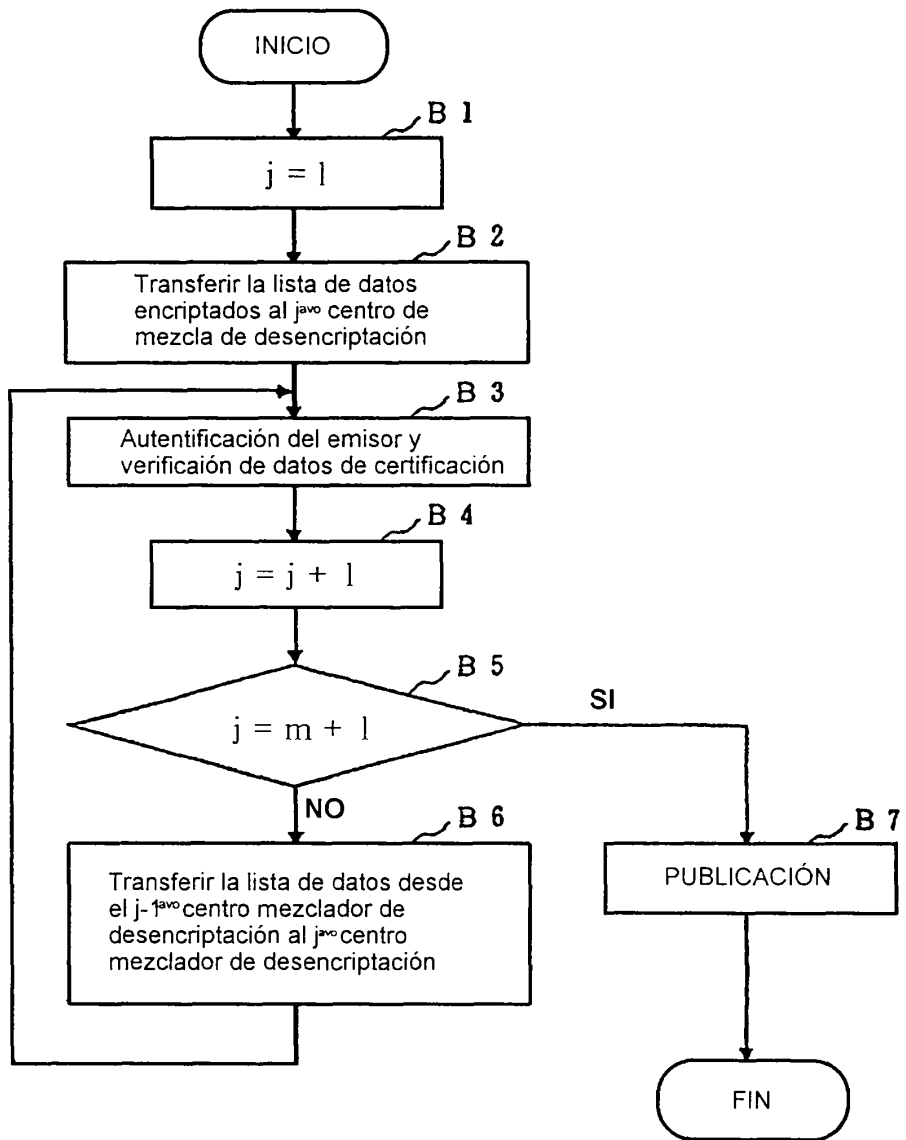 INICIO
B 1
j = 1
B 2
Transferir la lista de datos
encriptados al jᵃᵛᵒ centro de
mezcla de desencriptación
B 3
Autentificación del emisor y
verificaión de datos de certificación
B 4
j = j + 1
B 5
j = m + 1
SI
NO
B 6
Transferir la lista de datos desde
el j-1ᵃᵛᵒ centro mezclador de
desencriptación al jᵃᵛᵒ centro
mezclador de desencriptación
B 7
PUBLICACIÓN
FIN